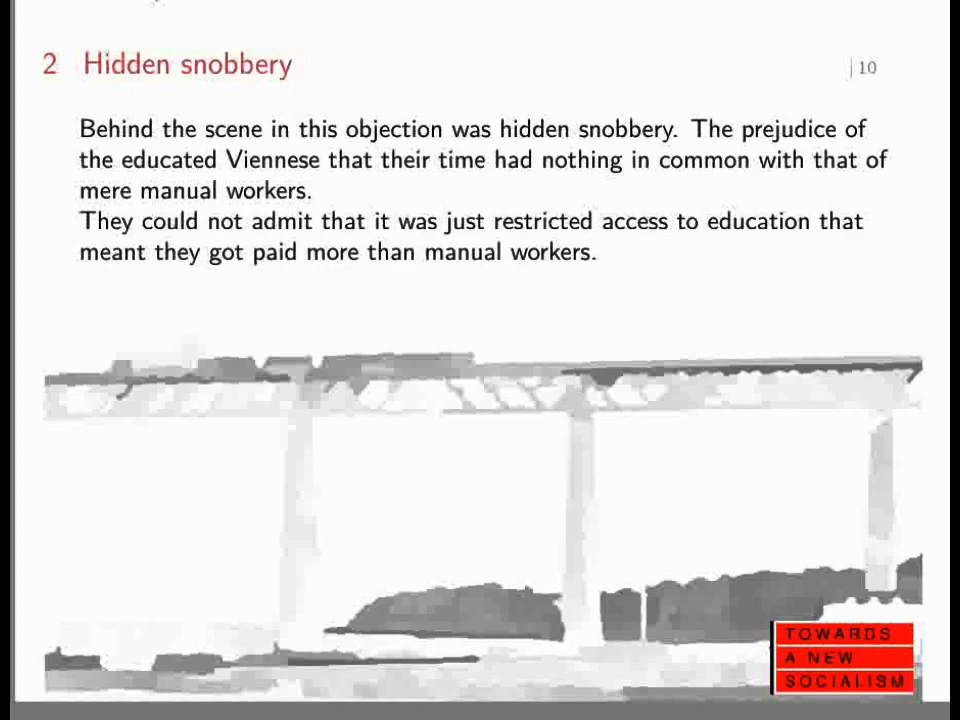 2 Hidden snobbery
| 10
Behind the scene in this objection was hidden snobbery. The prejudice of
the educated Viennese that their time had nothing in common with that of
mere manual workers.
They could not admit that it was just restricted access to education that
meant they got paid more than manual workers.
TOWARDS
A NEW
SOCIALISM